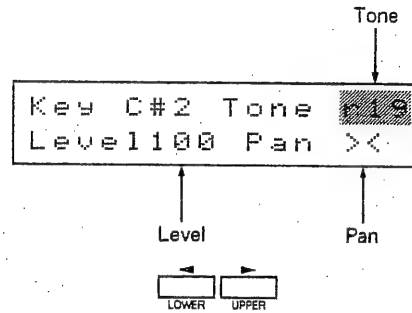 Tone
Key C#2 Tone r19
Level100 Pan ><
Level
Pan
LOWER
UPPER